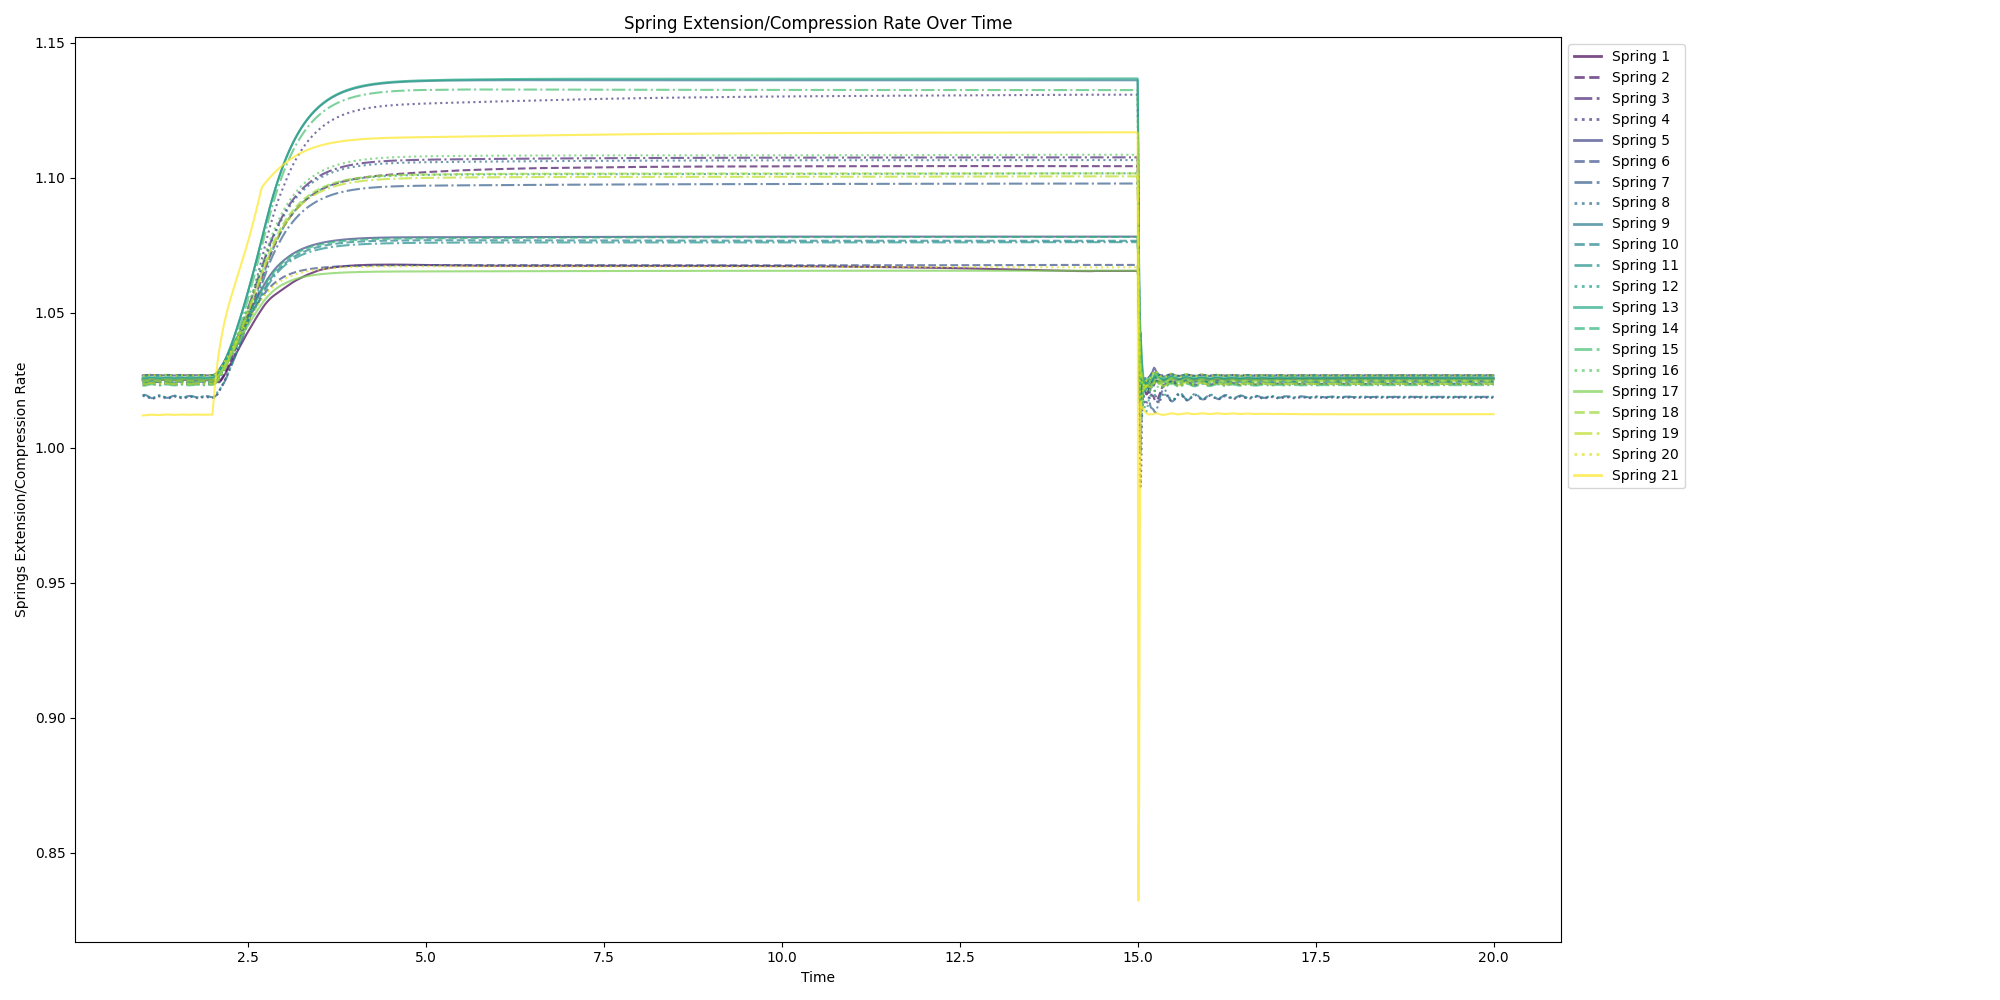 Spring Extension/Compression Rate Over Time
Springs Extension/Compression Rate
1.15
1.10
1.05
1.00
0.95
0.90
0.85
2.5
5.0
7.5
10.0
12.5
15.0
17.5
20.0
Time
Spring 1
Spring 2
Spring 3
Spring 4
Spring 5
Spring 6
Spring 7
Spring 8
Spring 9
Spring 10
Spring 11
Spring 12
Spring 13
Spring 14
Spring 15
Spring 16
Spring 17
Spring 18
Spring 19
Spring 20
Spring 21